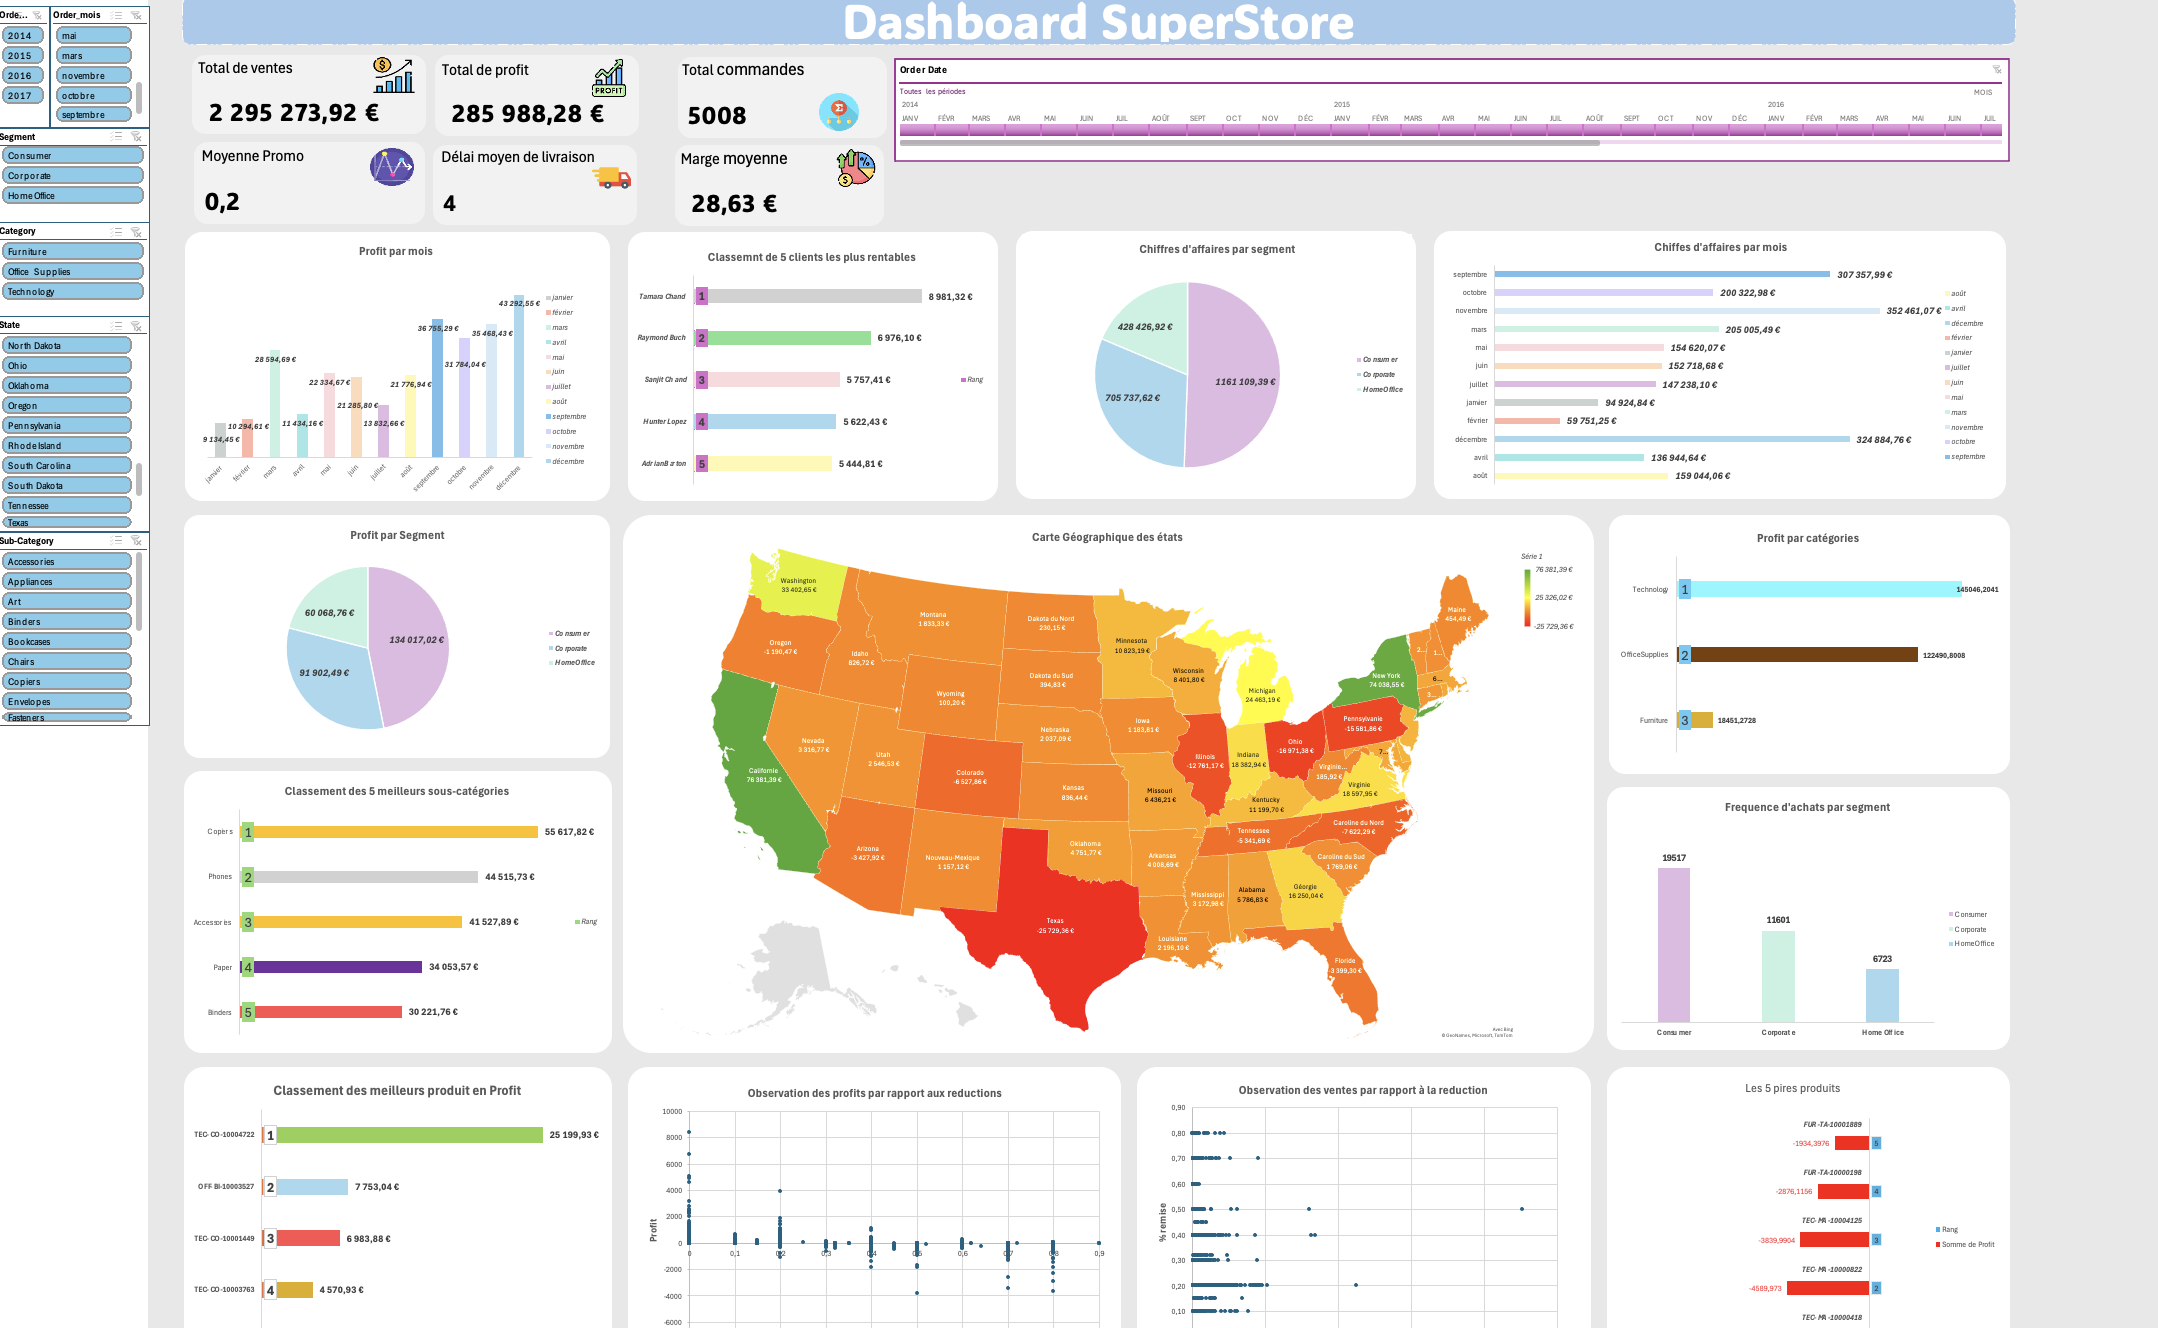 Dashboard SuperStore
Orde...
2014
2015
2016
2017
Order_mois
mai
mars
novembre
octobre
septembre
Segment
Consumer
Corporate
Home Office
Category
Furniture
Office Supplies
Technology
State
North Dakota
Ohio
Oklahoma
Oregon
Pennsylvania
Rhode Island
South Carolina
South Dakota
Tennessee
Texas
Sub-Category
Accessories
Appliances
Art
Binders
Bookcases
Chairs
Copiers
Envelopes
Fasteners
Total de ventes
2 295 273,92 €
Total de profit
PROFIT
285 988,28 €
Total commandes
5008
Moyenne Promo
0,2
Délai moyen de livraison
4
Marge moyenne
28,63 €
Order Date
Toutes les périodes
MOIS
2014 2015 2016
JANV FÉVR MARS AVR MAI JUIN JUIL AOÛT SEPT OCT NOV DÉC JANV FÉVR MARS AVR MAI JUIN JUIL AOÛT SEPT OCT NOV DÉC JANV FÉVR MARS AVR MAI JUIN JUIL
Profit par mois
9 134,45 €
10 294,61 €
28 594,69 €
11 434,16 €
22 334,67 €
21 285,80 €
13 832,66 €
21 776,94 €
36 755,29 €
31 784,04 €
35 468,43 €
43 292,55 €
janvier février mars avril mai juin juillet août septembre octobre novembre décembre
janvier
février
mars
avril
mai
juin
juillet
août
septembre
octobre
novembre
décembre
Classemnt de 5 clients les plus rentables
Tamara Chand 1 8 981,32 €
Raymond Buch 2 6 976,10 €
Sanjit Chand 3 5 757,41 €
Hunter Lopez 4 5 622,43 €
Adrian Barton 5 5 444,81 €
Rang
Chiffres d'affaires par segment
428 426,92 €
1161 109,39 €
705 737,62 €
Consumer
Corporate
Home Office
Chiffes d'affaires par mois
septembre 307 357,99 €
octobre 200 322,98 €
novembre 352 461,07 €
mars 205 005,49 €
mai 154 620,07 €
juin 152 718,68 €
juillet 147 238,10 €
janvier 94 924,84 €
février 59 751,25 €
décembre 324 884,76 €
avril 136 944,64 €
août 159 044,06 €
août
avril
décembre
février
janvier
juillet
juin
mai
mars
novembre
octobre
septembre
Profit par Segment
60 068,76 €
134 017,02 €
91 902,49 €
Consumer
Corporate
Home Office
Carte Géographique des états
Série 1
76 381,39 €
25 326,02 €
-25 729,36 €
Washington
33 402,65 €
Montana
1 833,33 €
Dakota du Nord
230,15 €
Minnesota
10 823,19 €
Maine
454,49 €
Oregon
-1 190,47 €
Idaho
826,72 €
Wisconsin
8 401,80 €
Dakota du Sud
394,83 €
Wyoming
100,20 €
Michigan
24 463,19 €
New York
74 038,55 €
2...
1...
6...
3...
Iowa
1 183,81 €
Pennsylvanie
-15 581,86 €
Nebraska
2 037,09 €
Nevada
3 316,77 €
Utah
2 546,53 €
Ohio
-16 971,38 €
Illinois
-12 761,17 €
Indiana
18 382,94 €
7...
Californie
76 381,39 €
Colorado
-6 527,86 €
Virginie...
185,92 €
Kansas
836,44 €
Missouri
6 436,21 €
Virginie
18 597,95 €
Kentucky
11 199,70 €
Caroline du Nord
-7 622,29 €
Tennessee
-5 341,69 €
Arizona
-3 427,92 €
Nouveau-Mexique
1 157,12 €
Oklahoma
4 751,77 €
Arkansas
4 008,69 €
Caroline du Sud
1 769,06 €
Mississippi
3 172,98 €
Alabama
5 786,83 €
Géorgie
16 250,04 €
Texas
-25 729,36 €
Louisiane
2 196,10 €
Floride
-3 399,30 €
Avec Bing
© GeoNames, Microsoft, TomTom
Profit par catégories
Technology 1 145046,2041
Office Supplies 2 122490,8008
Furniture 3 18451,2728
Classement des 5 meilleurs sous-catégories
Copiers 1 55 617,82 €
Phones 2 44 515,73 €
Accessories 3 41 527,89 €
Paper 4 34 053,57 €
Binders 5 30 221,76 €
Rang
Frequence d'achats par segment
19517
11601
6723
Consumer Corporate Home Office
Consumer
Corporate
Home Office
Classement des meilleurs produit en Profit
TEC-CO-10004722 1 25 199,93 €
OFF-BI-10003527 2 7 753,04 €
TEC-CO-10001449 3 6 983,88 €
TEC-CO-10003763 4 4 570,93 €
Observation des profits par rapport aux reductions
Profit
10000
8000
6000
4000
2000
0
-2000
-4000
-6000
0 0,1 0,2 0,3 0,4 0,5 0,6 0,7 0,8 0,9
Observation des ventes par rapport à la reduction
% remise
0,90
0,80
0,70
0,60
0,50
0,40
0,30
0,20
0,10
Les 5 pires produits
FUR-TA-10001889
-1934,3976 5
FUR-TA-10000198
-2876,1156 4
TEC-MA-10004125
-3839,9904 3
TEC-MA-10000822
-4589,973 2
TEC-MA-10000418
Rang
Somme de Profit